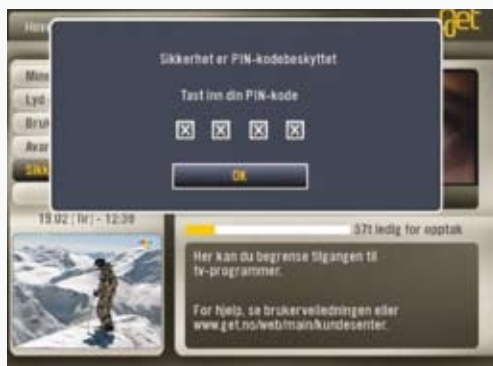 get
Sikkerhet er PIN-kodebeskyttet
Tast inn din PIN-kode
OK
Lyd
19.02 (Tir) - 12:38
37t ledig for opptak
Her kan du begrense tilgangen til
tv-programmer.
For hjelp, se brukerveiledningen eller
www.get.no/web/main/kundesenter.